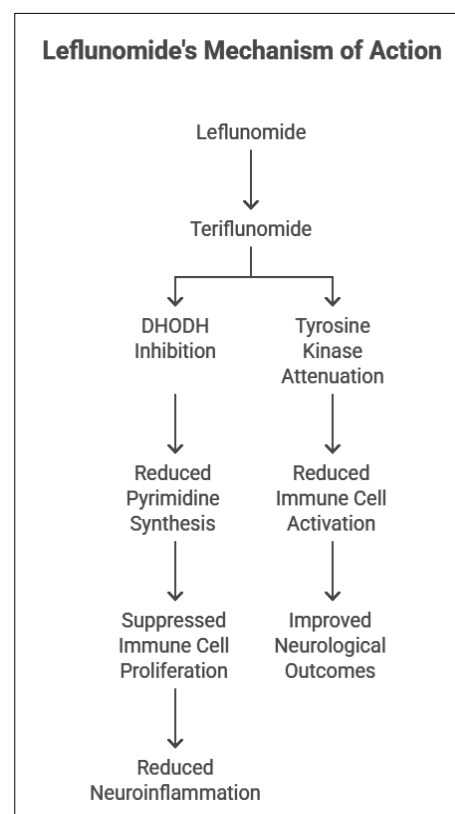 Leflunomide's Mechanism of Action
Leflunomide
Teriflunomide
DHODH
Inhibition
Tyrosine
Kinase
Attenuation
Reduced
Pyrimidine
Synthesis
Reduced
Immune Cell
Activation
Suppressed
Immune Cell
Proliferation
Improved
Neurological
Outcomes
Reduced
Neuroinflammation